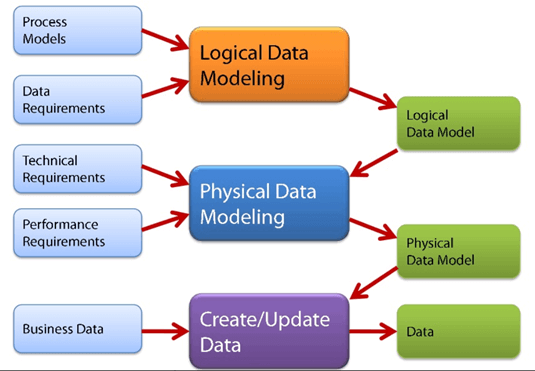 Process
Models
Logical Data
Modeling
Data
Requirements
Logical
Data Model
Technical
Requirements
Physical Data
Modeling
Performance
Requirements
Physical
Data Model
Business Data
Create/Update
Data
Data